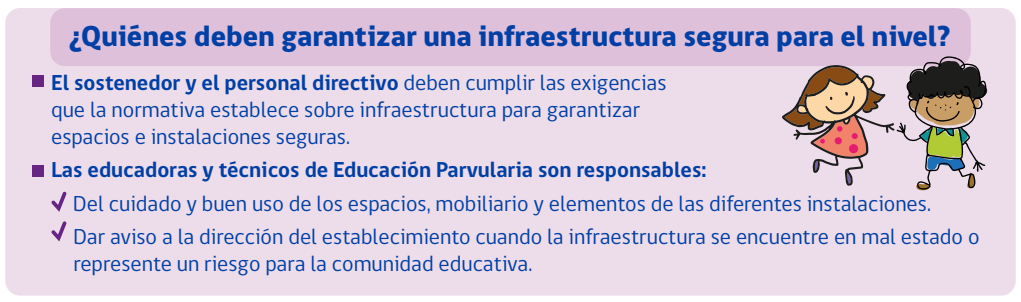 ¿Quiénes deben garantizar una infraestructura segura para el nivel?
El sostenedor y el personal directivo deben cumplir las exigencias
que la normativa establece sobre infraestructura para garantizar
espacios e instalaciones seguras.
Las educadoras y técnicos de Educación Parvularia son responsables:
Del cuidado y buen uso de los espacios, mobiliario y elementos de las diferentes instalaciones.
Dar aviso a la dirección del establecimiento cuando la infraestructura se encuentre en mal estado o
represente un riesgo para la comunidad educativa.